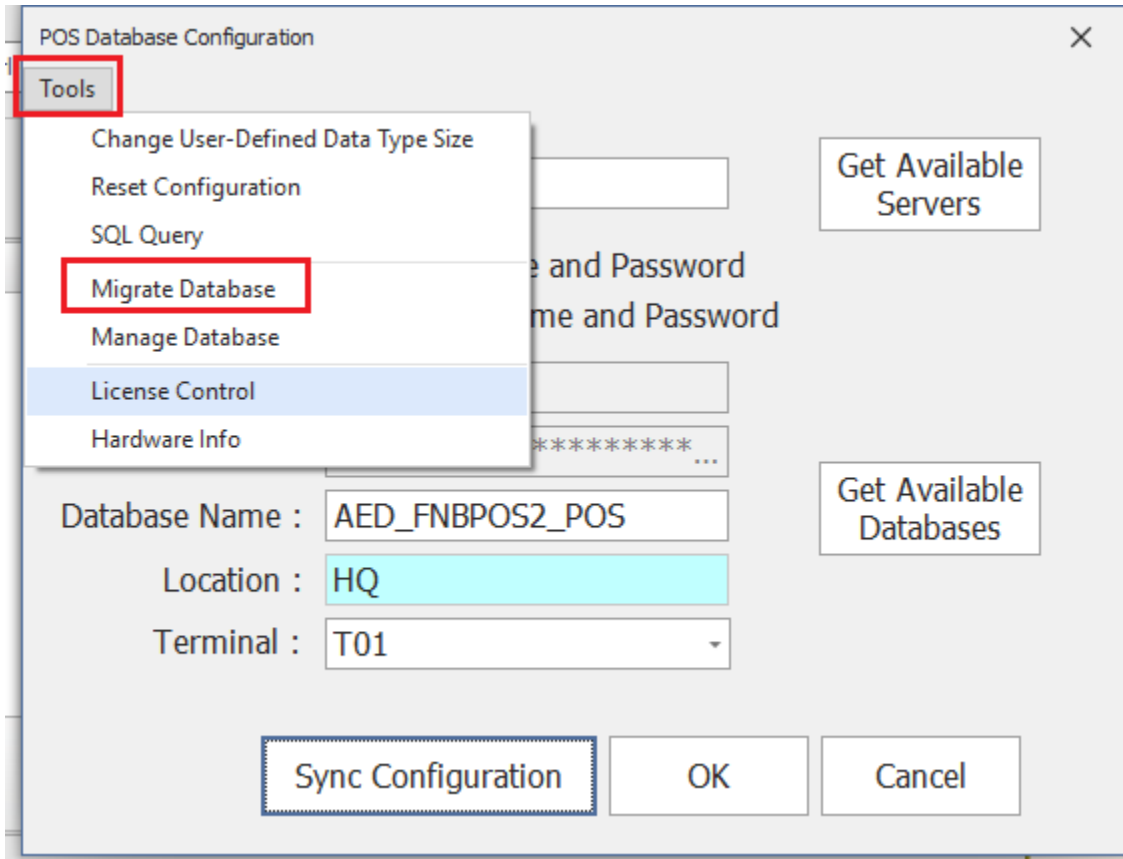 POS Database Configuration
Tools
Change User-Defined Data Type Size
Reset Configuration
SQL Query
Migrate Database
Manage Database
License Control
Hardware Info
Get Available
Servers
and Password
me and Password
*********...
Get Available
Databases
Database Name :
AED_FNBPOS2_POS
Location :
HQ
Terminal :
T01
Sync Configuration
OK
Cancel